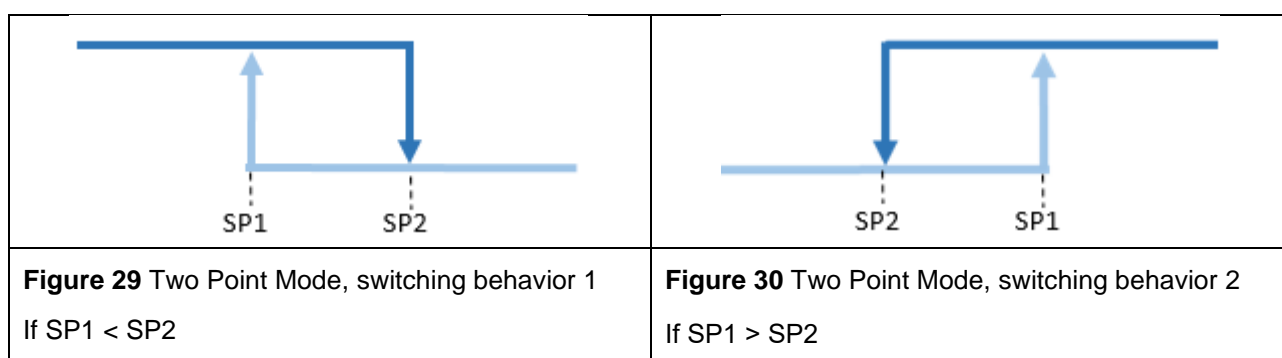 SP1
SP2
Figure 29 Two Point Mode, switching behavior 1
If SP1 < SP2
SP2
SP1
Figure 30 Two Point Mode, switching behavior 2
If SP1 > SP2